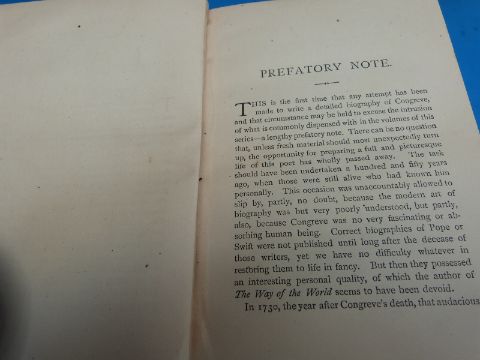 PREFATORY NOTE.
THIS is the first time that any attempt has been
made to write a detailed biography of Congreve,
and that circumstance may be held to excuse the intrusion
of what is commonly dispensed with in the volumes of this
series—a lengthy prefatory note. There can be no question
that, unless fresh material should most unexpectedly turn
up, the opportunity for preparing a full and picturesque
life of this poet has wholly passed away. The task
should have been undertaken a hundred and fifty years
ago, when those were still alive who had known him
personally. This occasion was unaccountably allowed to
slip by, partly, no doubt, because the modern art of
biography was but very poorly understood, but partly,
also, because Congreve was no very fascinating or ab-
sorbing human being. Correct biographies of Pope or
Swift were not published until long after the decease of
those writers, yet we have no difficulty whatever in
restoring them to life in fancy. But then they possessed
an interesting personal quality, of which the author of
The Way of the World seems to have been devoid.
In 1730, the year after Congreve's death, that audacious